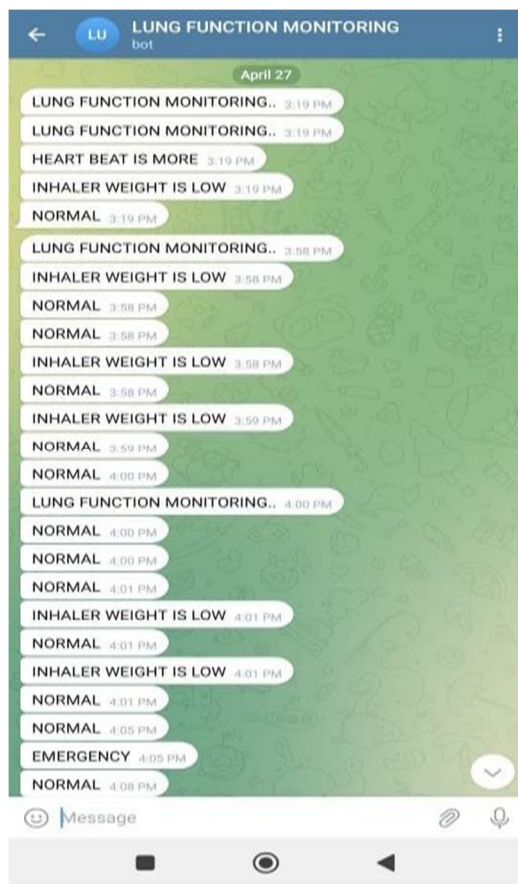 LU
LUNG FUNCTION MONITORING
bot
April 27
LUNG FUNCTION MONITORING.. 3:19 PM
LUNG FUNCTION MONITORING.. 3:19 PM
HEART BEAT IS MORE 3:19 PM
INHALER WEIGHT IS LOW 3:19 PM
NORMAL 3:19 PM
LUNG FUNCTION MONITORING.. 3:58 PM
INHALER WEIGHT IS LOW 3:58 PM
NORMAL 3:58 PM
NORMAL 3:58 PM
INHALER WEIGHT IS LOW 3:58 PM
NORMAL 3:58 PM
INHALER WEIGHT IS LOW 3:59 PM
NORMAL 3:59 PM
NORMAL 4:00 PM
LUNG FUNCTION MONITORING.. 4:00 PM
NORMAL 4:00 PM
NORMAL 4:00 PM
NORMAL 4:01 PM
INHALER WEIGHT IS LOW 4:01 PM
NORMAL 4:01 PM
INHALER WEIGHT IS LOW 4:01 PM
NORMAL 4:01 PM
NORMAL 4:05 PM
EMERGENCY 4:05 PM
NORMAL 4:08 PM
Message